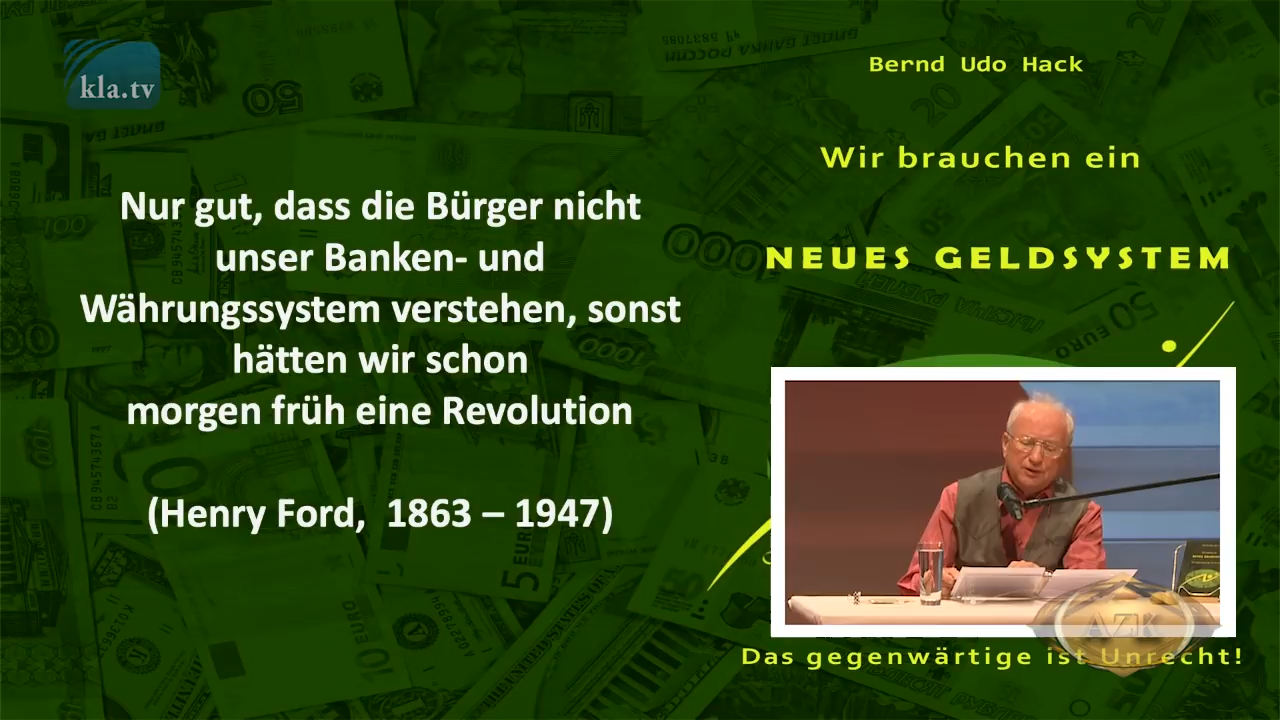 kla.tv
Nur gut, dass die Bürger nicht
unser Banken- und
Währungssystem verstehen, sonst
hätten wir schon
morgen früh eine Revolution
(Henry Ford, 1863 – 1947)
Bernd Udo Hack
Wir brauchen ein
NEUES GELDSYSTEM
AZK
Das gegenwärtige ist Unrecht!